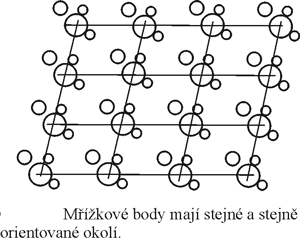 Mřížkové body mají stejné a stejně
orientované okolí.